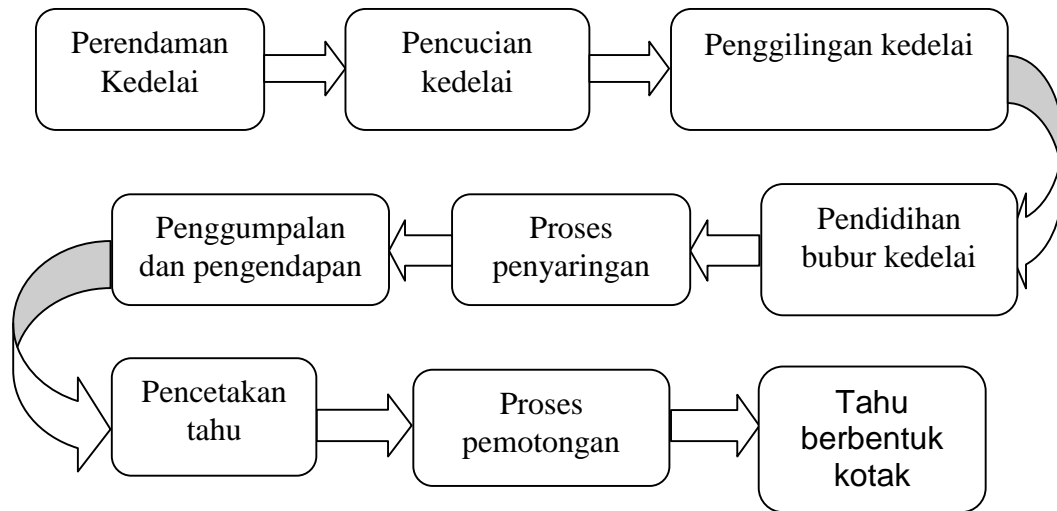 Perendaman
Kedelai
Pencucian
kedelai
Penggilingan kedelai
Pendidihan
bubur kedelai
Proses
penyaringan
Penggumpalan
dan pengendapan
Pencetakan
tahu
Proses
pemotongan
Tahu
berbentuk
kotak